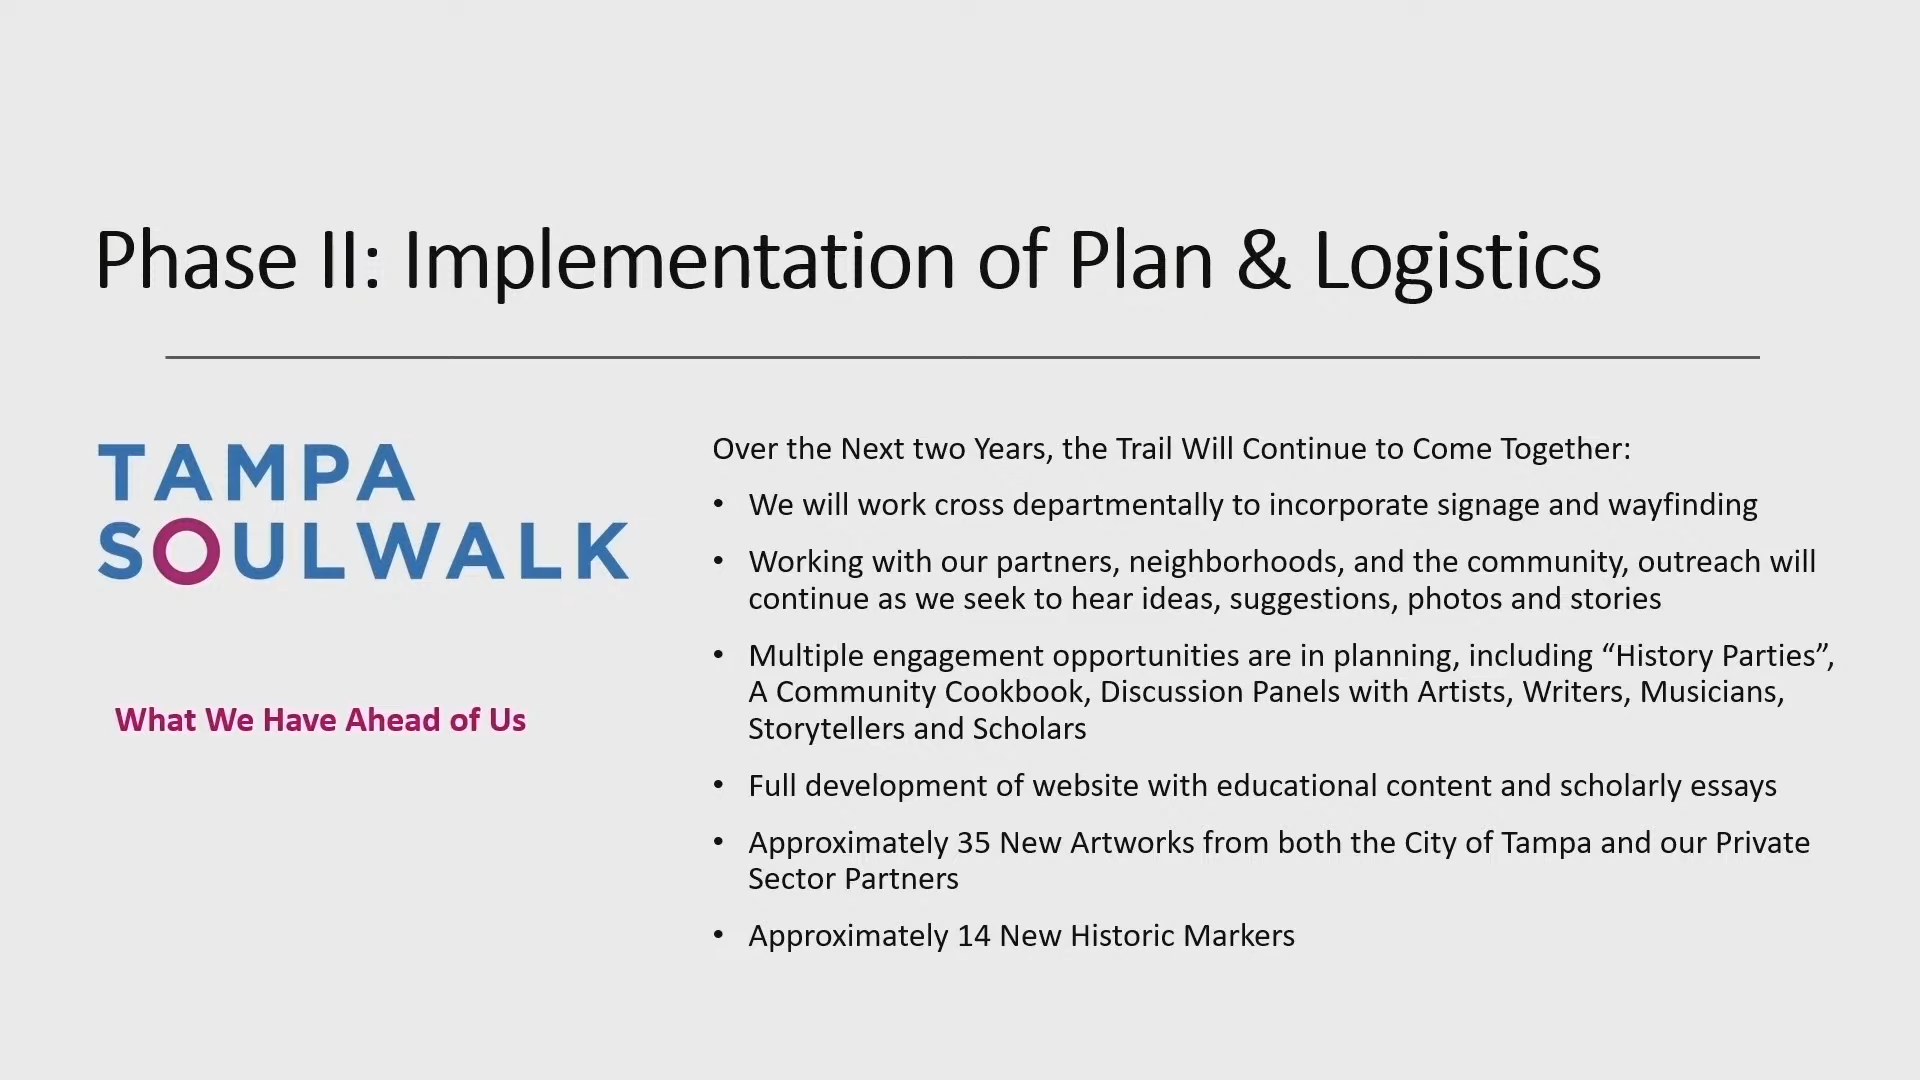 Phase II: Implementation of Plan & Logistics
TAMPA
SOULWALK
What We Have Ahead of Us
Over the Next two Years, the Trail Will Continue to Come Together:
• We will work cross departmentally to incorporate signage and wayfinding
• Working with our partners, neighborhoods, and the community, outreach will
continue as we seek to hear ideas, suggestions, photos and stories
• Multiple engagement opportunities are in planning, including “History Parties”,
A Community Cookbook, Discussion Panels with Artists, Writers, Musicians,
Storytellers and Scholars
• Full development of website with educational content and scholarly essays
• Approximately 35 New Artworks from both the City of Tampa and our Private
Sector Partners
• Approximately 14 New Historic Markers